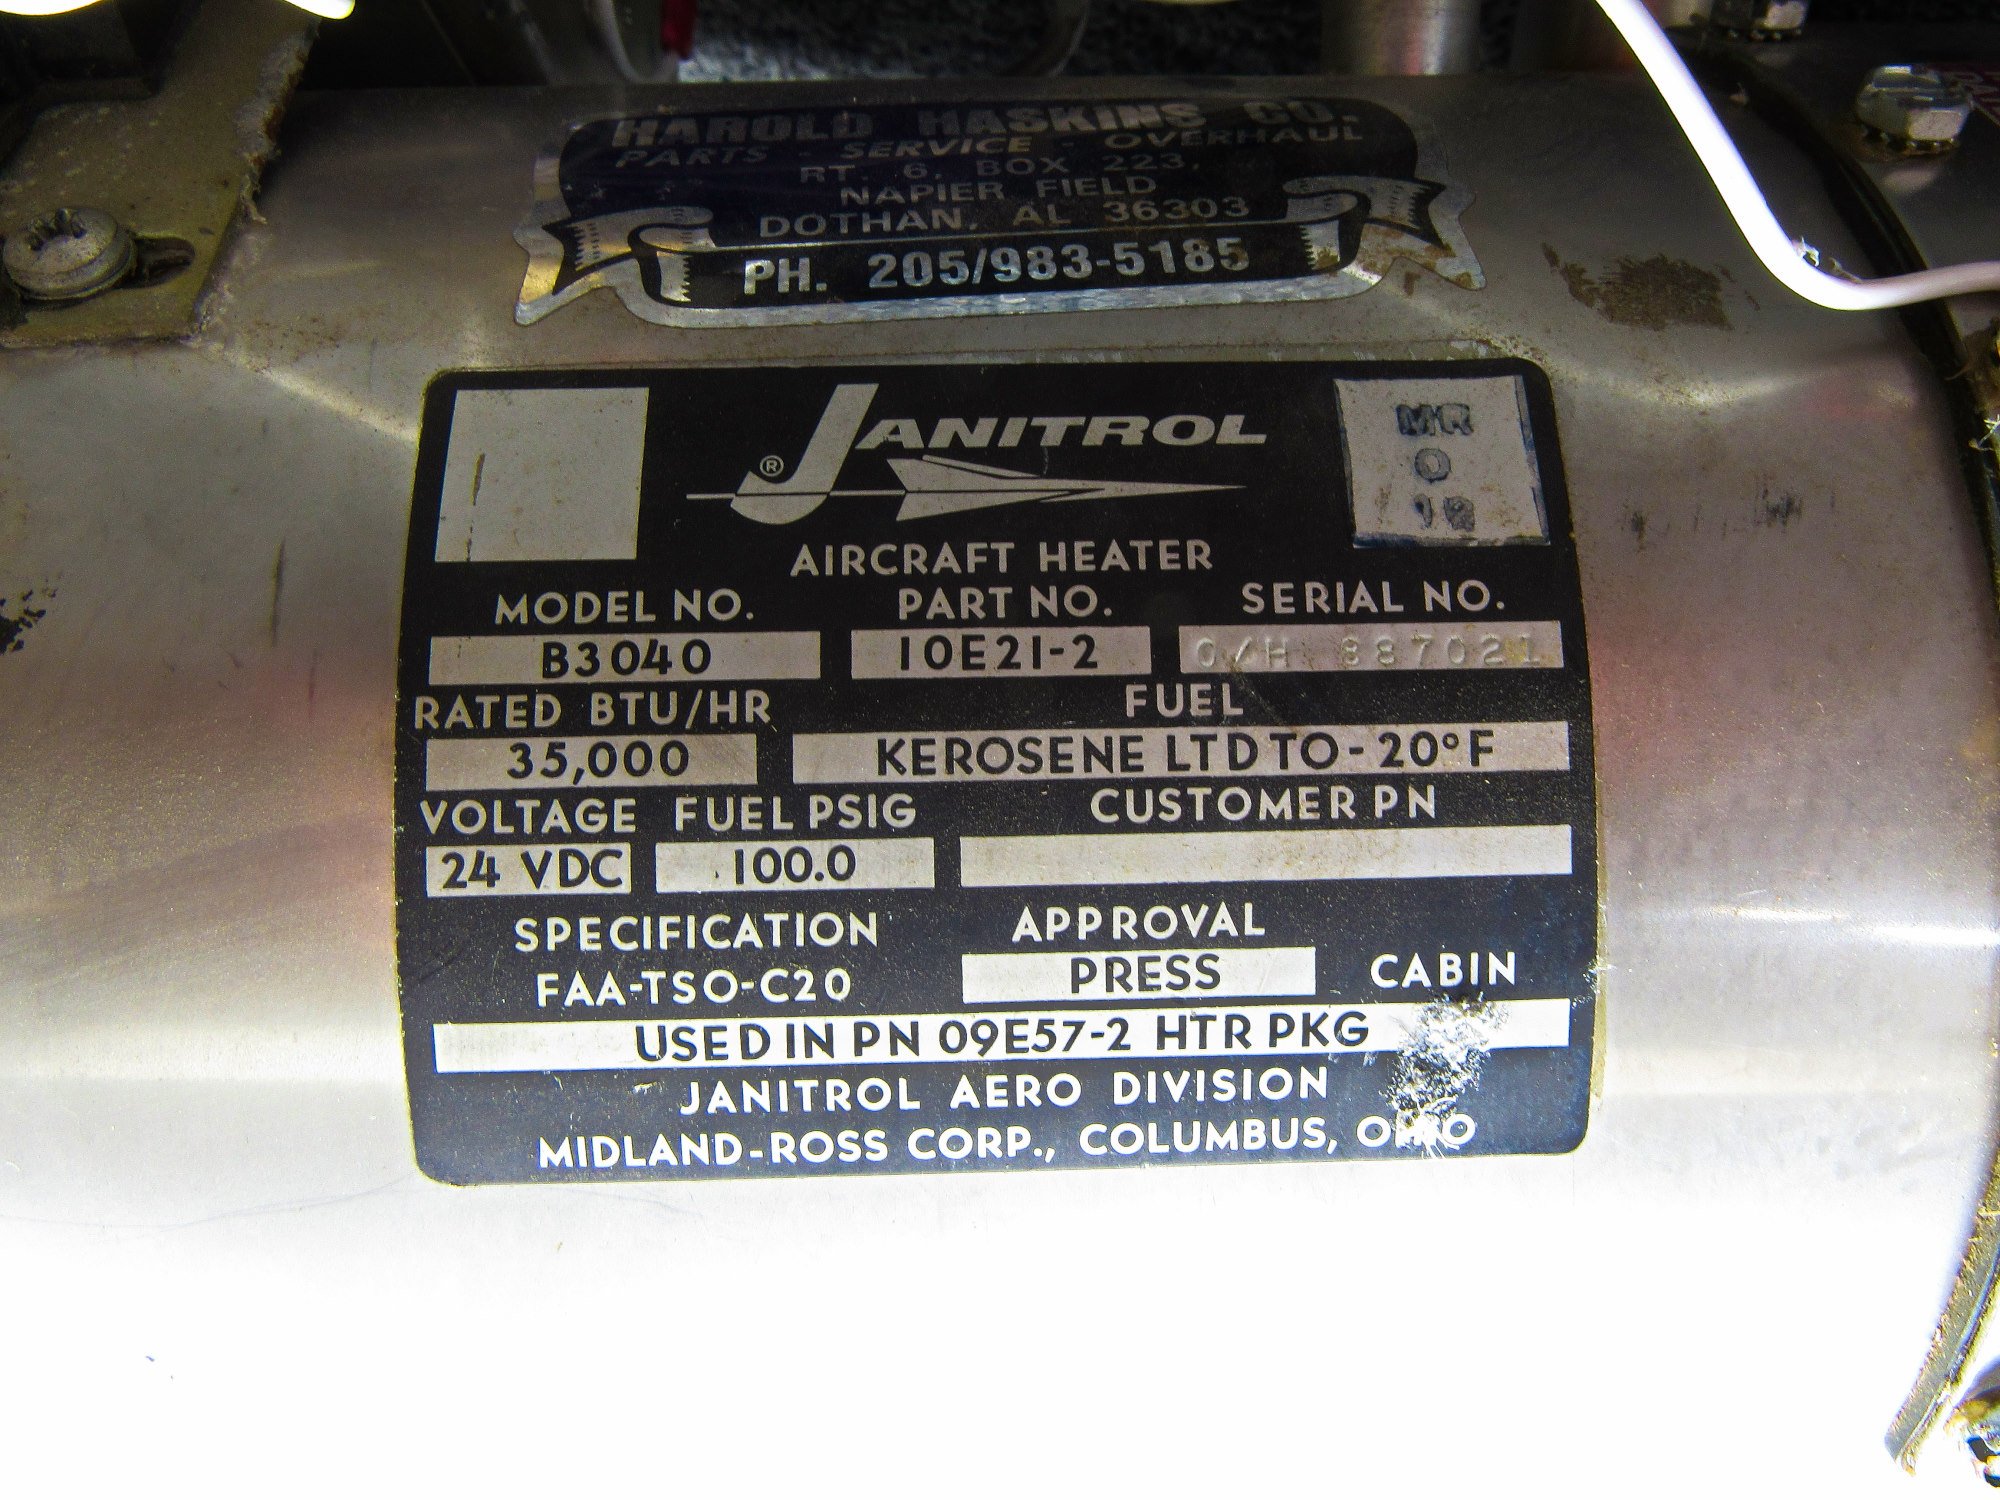 HAROLD HASKINS CO.
PARTS - SERVICE - OVERHAUL
RT. 6, BOX 223,
NAPIER FIELD
DOTHAN, AL 36303
PH. 205/983-5185
JANITROL
®
MR
0
AIRCRAFT HEATER
MODEL NO. PART NO. SERIAL NO.
B3040 10E21-2 O/H 887021
RATED BTU/HR FUEL
35,000 KEROSENE LTD TO -20°F
VOLTAGE FUEL PSIG CUSTOMER PN
24 VDC 100.0
SPECIFICATION APPROVAL
FAA-TSO-C20 PRESS CABIN
USED IN PN 09E57-2 HTR PKG
JANITROL AERO DIVISION
MIDLAND-ROSS CORP., COLUMBUS, OHIO